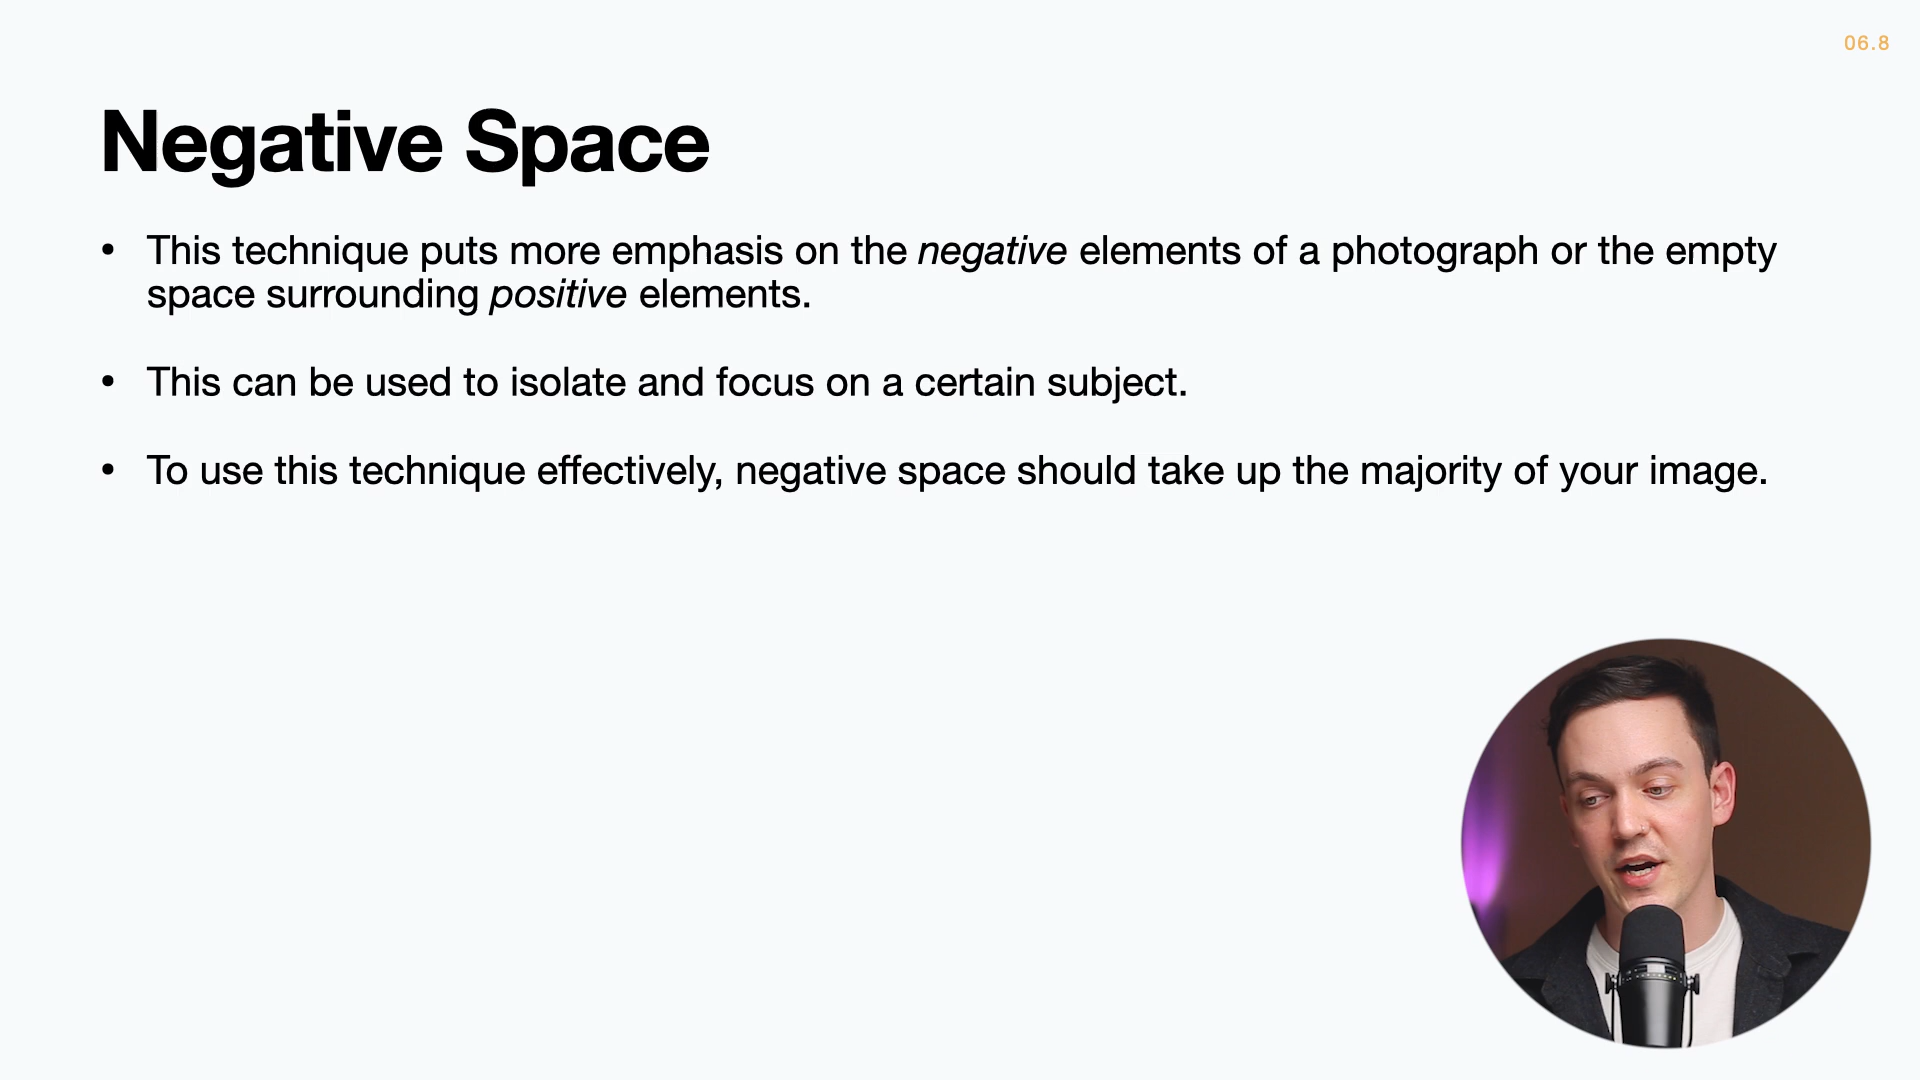 06.8
Negative Space
• This technique puts more emphasis on the negative elements of a photograph or the empty
space surrounding positive elements.
• This can be used to isolate and focus on a certain subject.
• To use this technique effectively, negative space should take up the majority of your image.